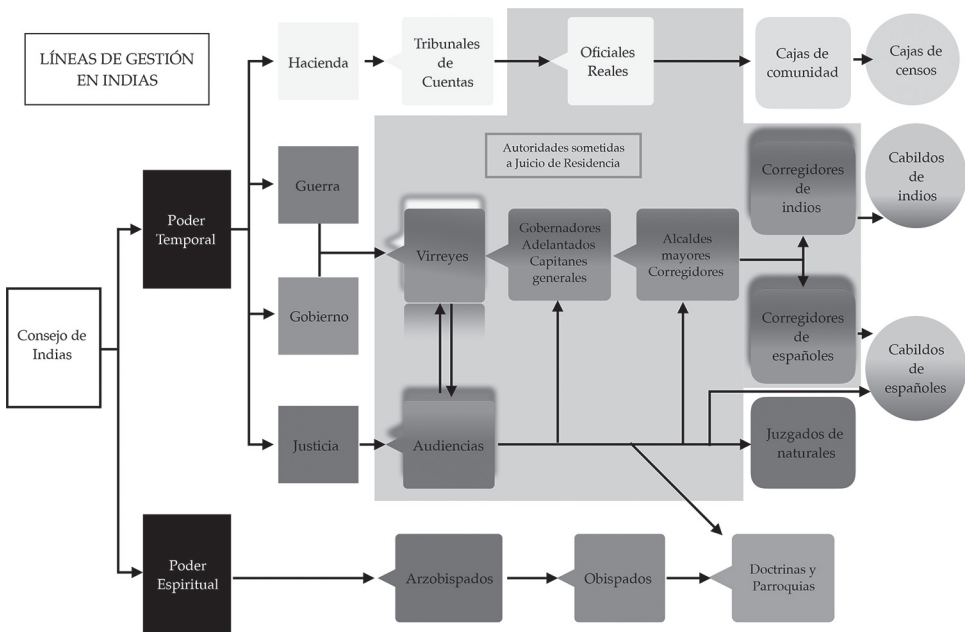 LÍNEAS DE GESTIÓN
EN INDIAS
Hacienda
Tribunales
de
Cuentas
Oficiales
Reales
Cajas de
comunidad
Cajas de
censos
Autoridades sometidas
a Juicio de Residencia
Poder
Temporal
Guerra
Gobierno
Virreyes
Gobernadores
Adelantados
Capitanes
generales
Alcaldes
mayores
Corregidores
Corregidores
de
indios
Cabildos
de
indios
Corregidores
de
españoles
Cabildos
de
españoles
Consejo de
Indias
Justicia
Audiencias
Juzgados de
naturales
Poder
Espiritual
Arzobispados
Obispados
Doctrinas y
Parroquias